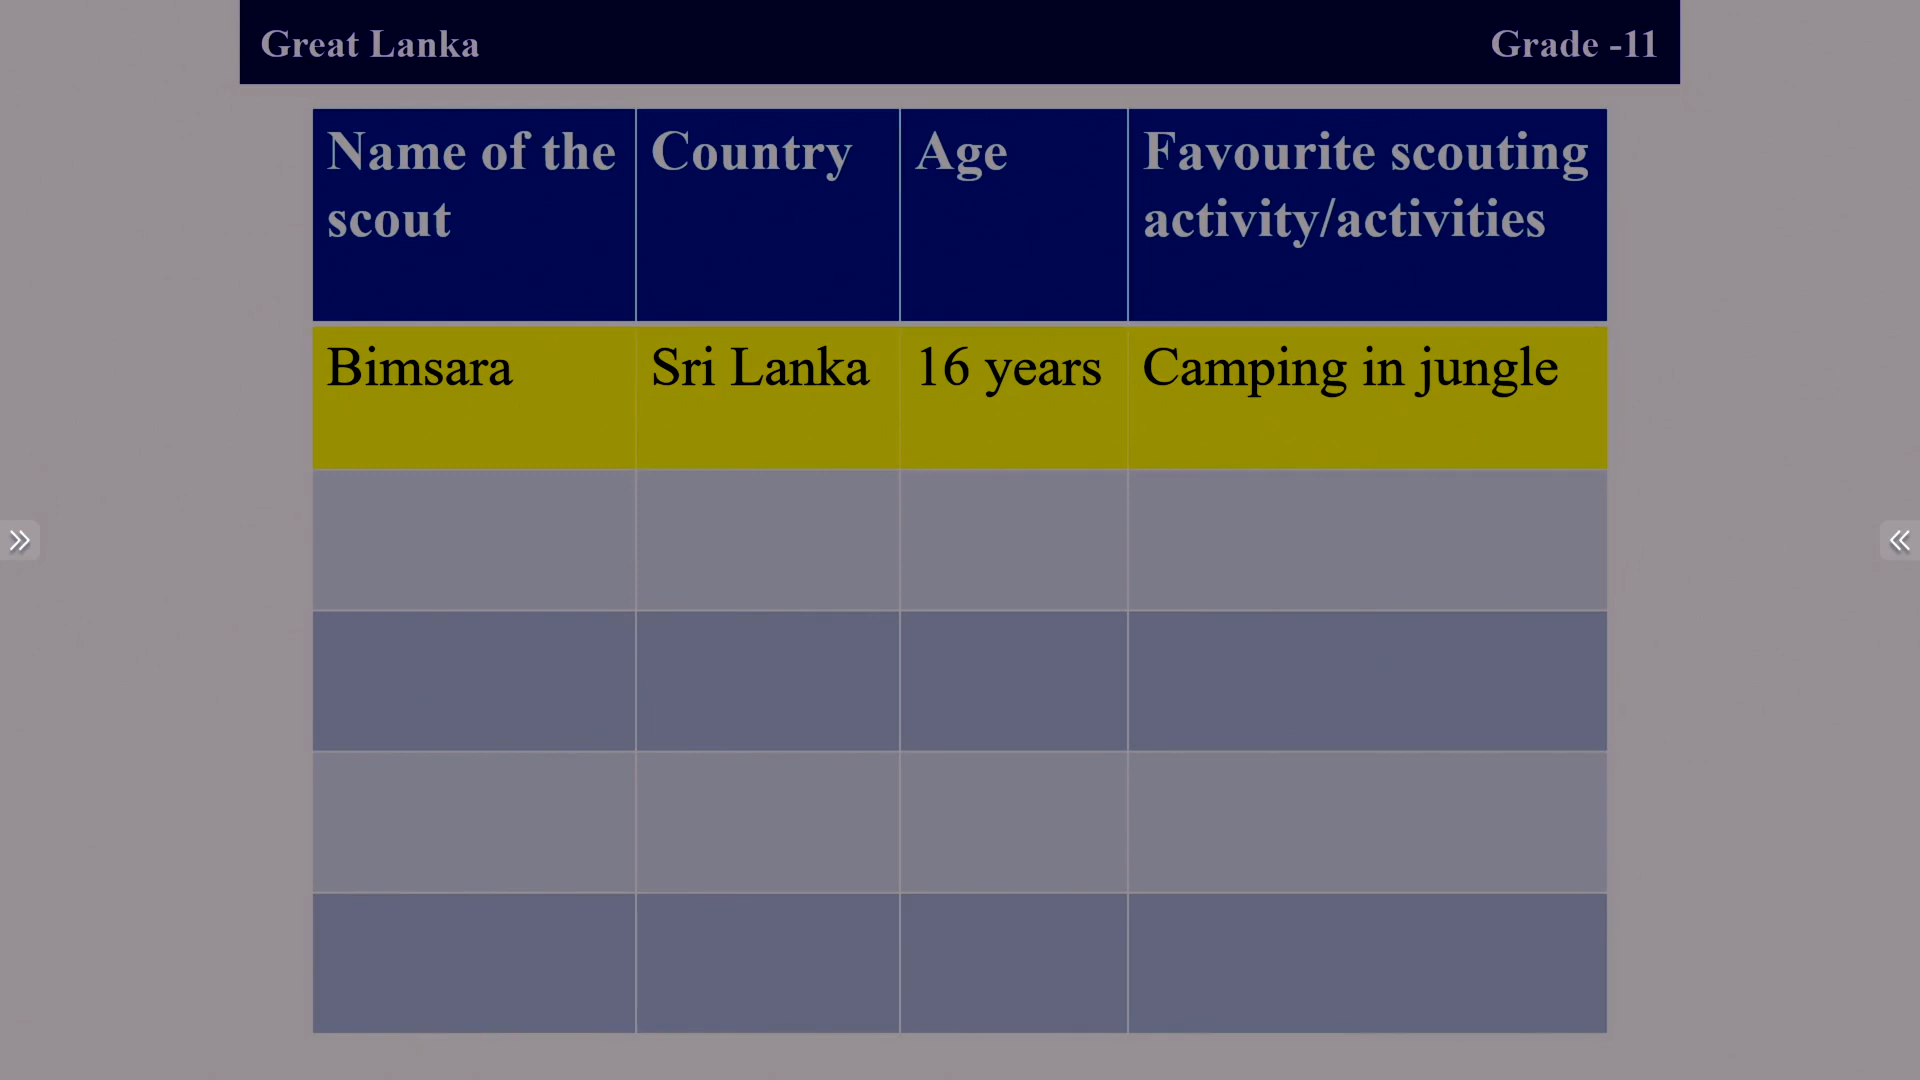 Great Lanka
Grade -11
Name of the scout
Country
Age
Favourite scouting activity/activities
Bimsara
Sri Lanka
16 years
Camping in jungle